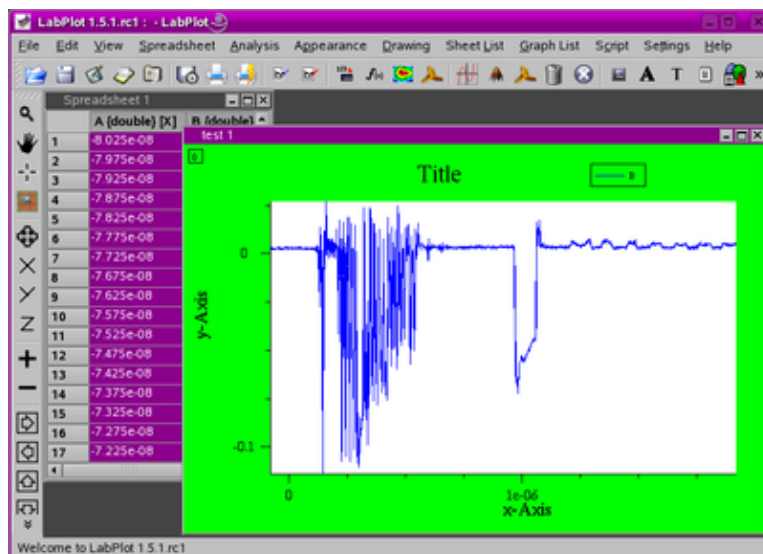 LabPlot 1.5.1.rc1 : - LabPlot
File Edit View Spreadsheet Analysis Appearance Drawing Sheet List Graph List Script Settings Help
Spreadsheet 1
A {double} [X] B {double}
test 1
1 -8.025e-08
2 -7.975e-08
3 -7.925e-08
4 -7.875e-08
5 -7.825e-08
6 -7.775e-08
7 -7.725e-08
8 -7.675e-08
9 -7.625e-08
10 -7.575e-08
11 -7.525e-08
12 -7.475e-08
13 -7.425e-08
14 -7.375e-08
15 -7.325e-08
16 -7.275e-08
17 -7.225e-08
Title
0
-0.1
y-Axis
0 1e-06
x-Axis
Welcome to LabPlot 1.5.1.rc1